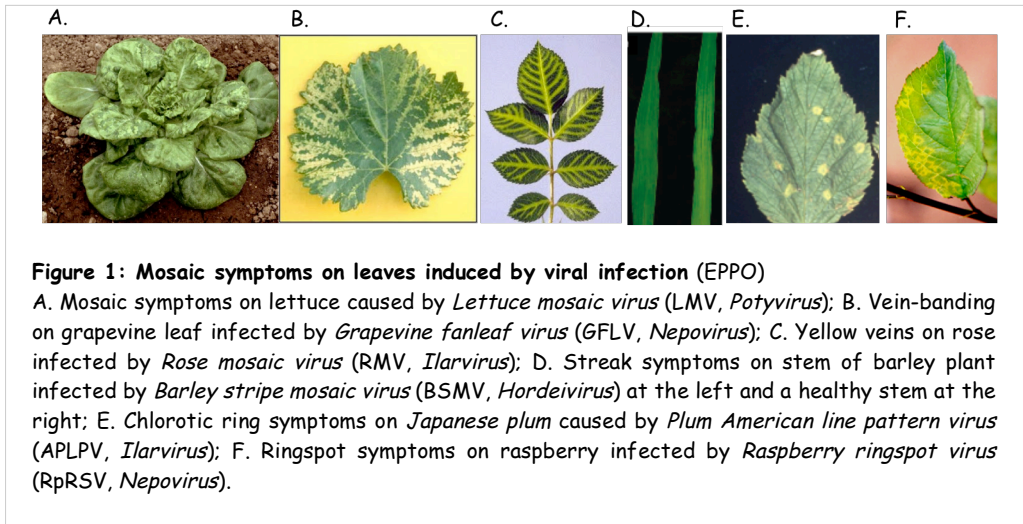 A. B. C. D. E. F.
Figure 1: Mosaic symptoms on leaves induced by viral infection (EPPO)
A. Mosaic symptoms on lettuce caused by Lettuce mosaic virus (LMV, Potyvirus); B. Vein-banding
on grapevine leaf infected by Grapevine fanleaf virus (GFLV, Nepovirus); C. Yellow veins on rose
infected by Rose mosaic virus (RMV, Ilarvirus); D. Streak symptoms on stem of barley plant
infected by Barley stripe mosaic virus (BSMV, Hordeivirus) at the left and a healthy stem at the
right; E. Chlorotic ring symptoms on Japanese plum caused by Plum American line pattern virus
(APLPV, Ilarvirus); F. Ringspot symptoms on raspberry infected by Raspberry ringspot virus
(RpRSV, Nepovirus).